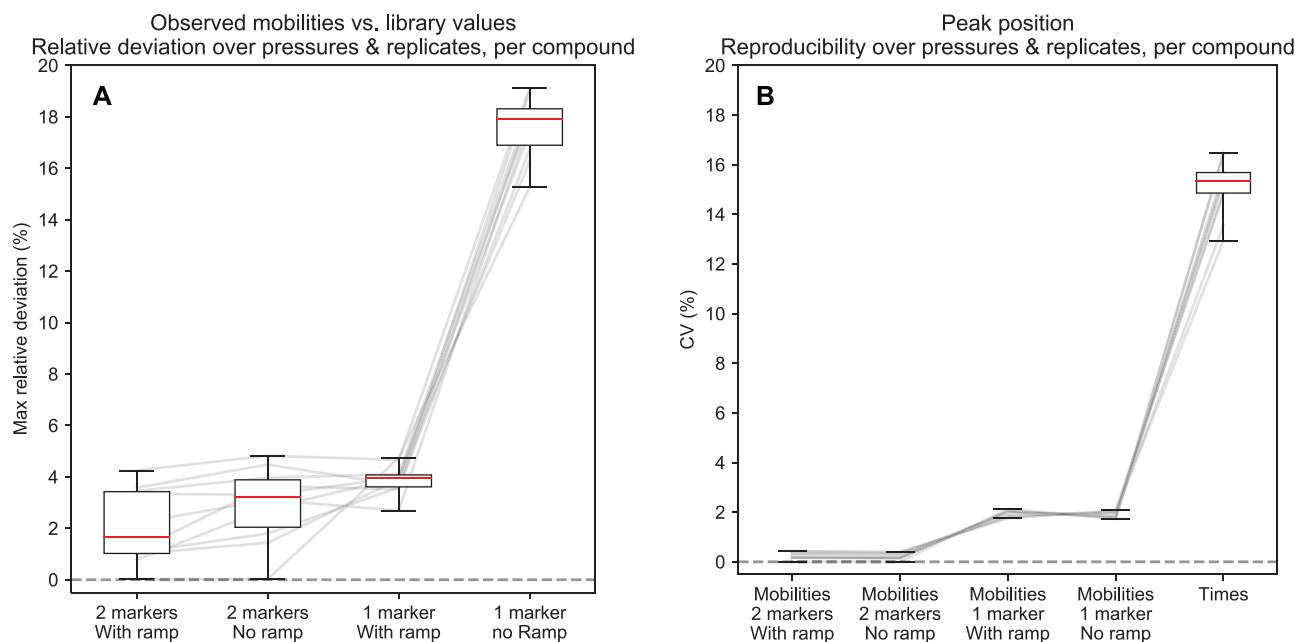 Observed mobilities vs. library values
Relative deviation over pressures & replicates, per compound
A
Max relative deviation (%)
20
18
16
14
12
10
8
6
4
2
0
2 markers
With ramp
2 markers
No ramp
1 marker
With ramp
1 marker
no Ramp
Peak position
Reproducibility over pressures & replicates, per compound
B
CV (%)
20
18
16
14
12
10
8
6
4
2
0
Mobilities
2 markers
With ramp
Mobilities
2 markers
No ramp
Mobilities
1 marker
With ramp
Mobilities
1 marker
No ramp
Times